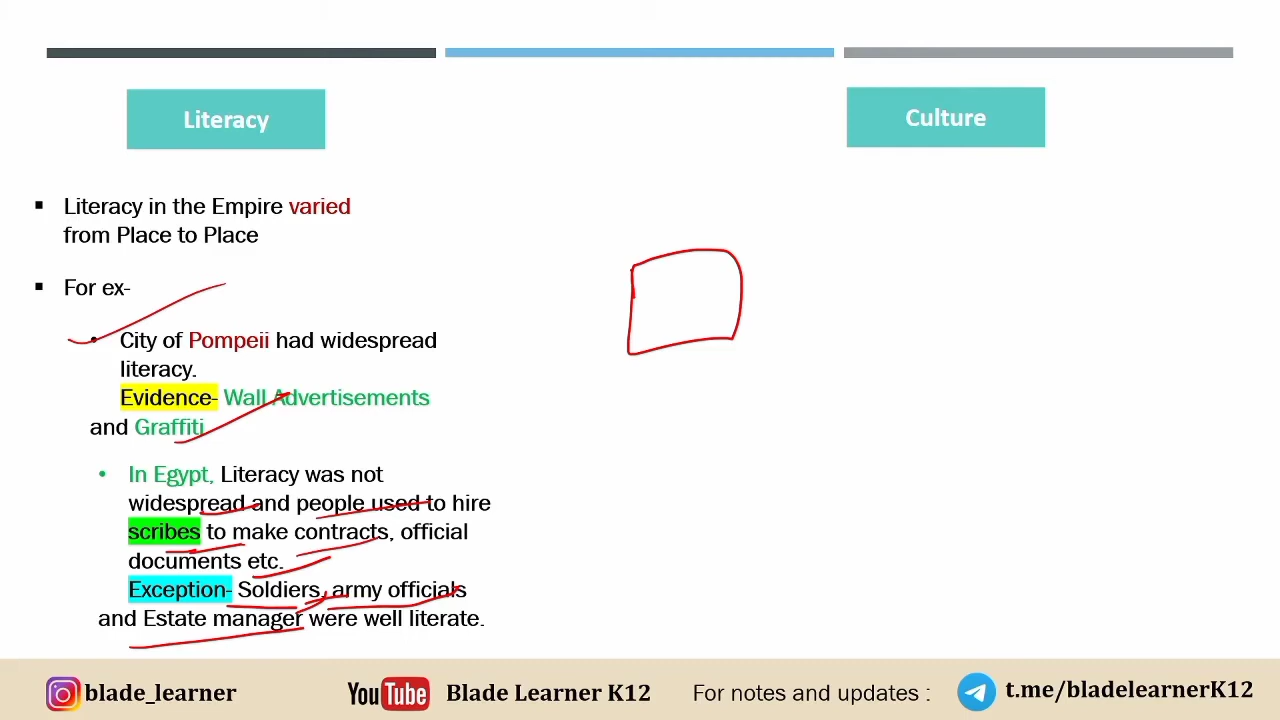 Literacy
Culture
Literacy in the Empire varied
from Place to Place
For ex-
City of Pompeii had widespread
literacy.
Evidence- Wall Advertisements
and Graffiti
In Egypt, Literacy was not
widespread and people used to hire
scribes to make contracts, official
documents etc.
Exception- Soldiers, army officials
and Estate manager were well literate.
blade_learner
YouTube
Blade Learner K12
For notes and updates :
t.me/bladelearnerK12